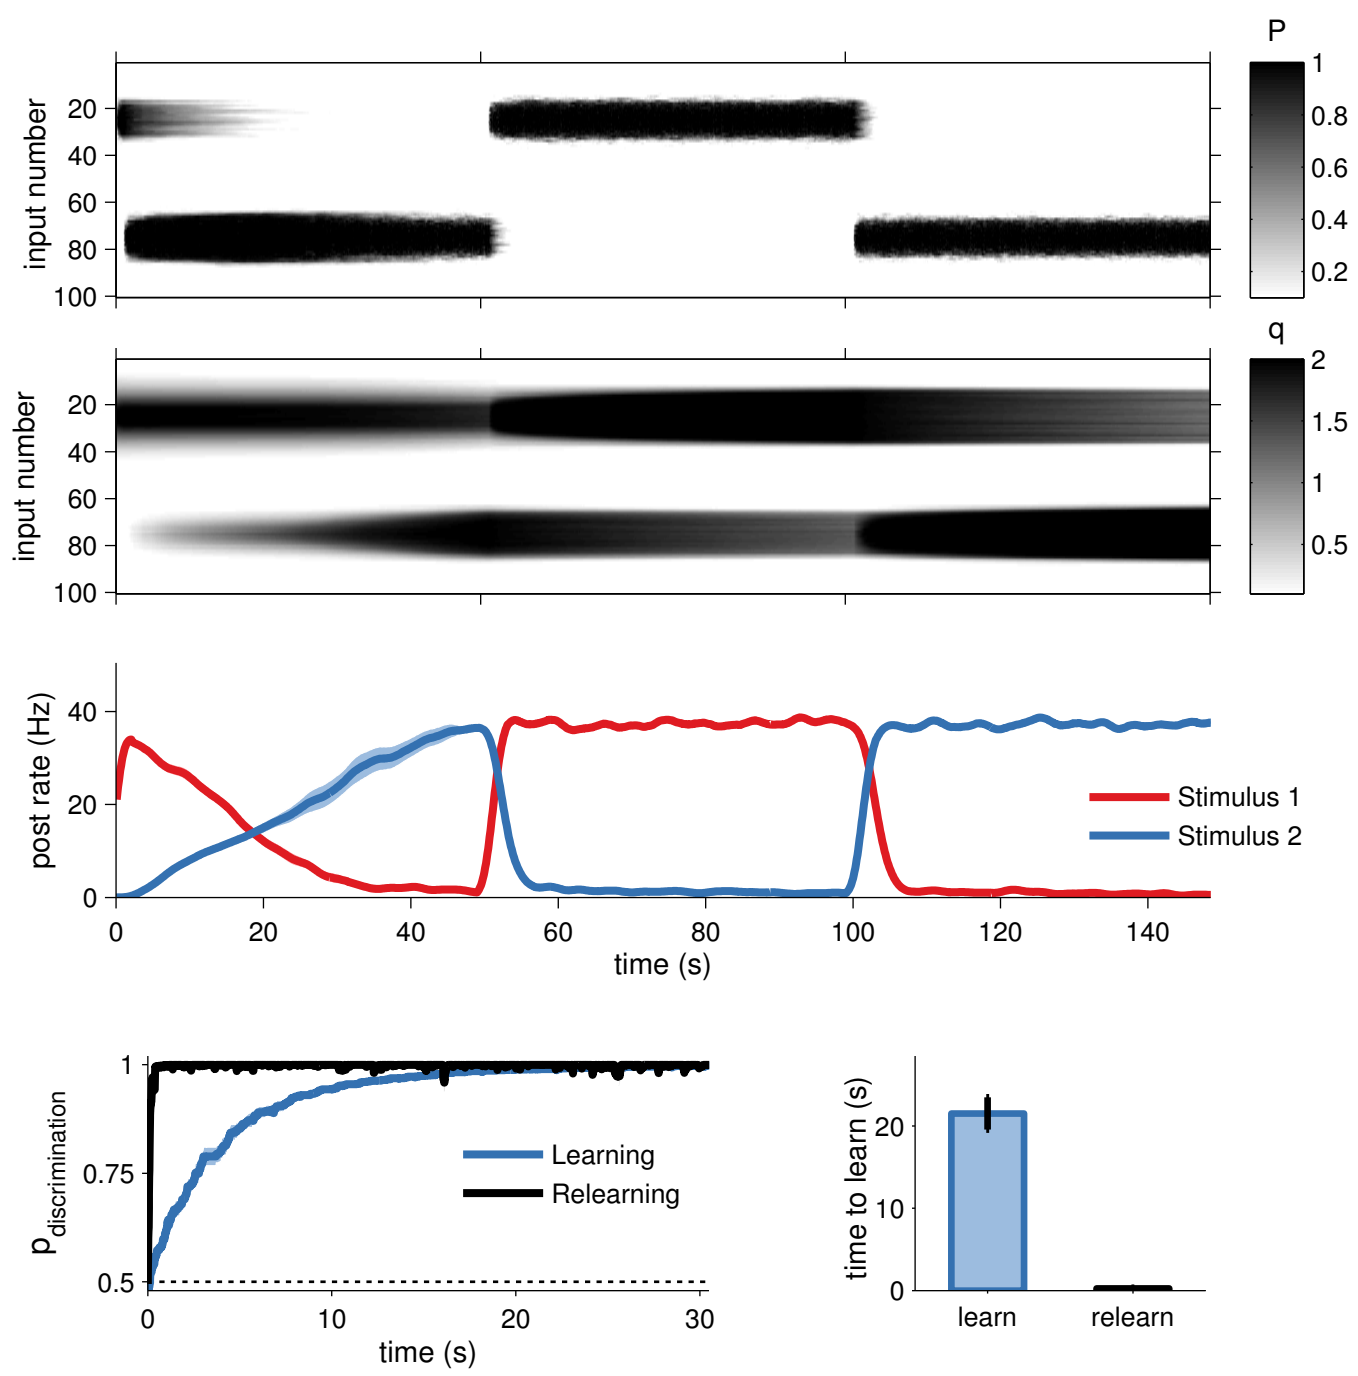 P
input number
20
40
60
80
100
1
0.8
0.6
0.4
0.2
q
input number
20
40
60
80
100
2
1.5
1
0.5
post rate (Hz)
40
20
0
Stimulus 1
Stimulus 2
0 20 40 60 80 100 120 140
time (s)
pdiscrimination
1
0.75
0.5
Learning
Relearning
0 10 20 30
time (s)
time to learn (s)
20
10
0
learn relearn